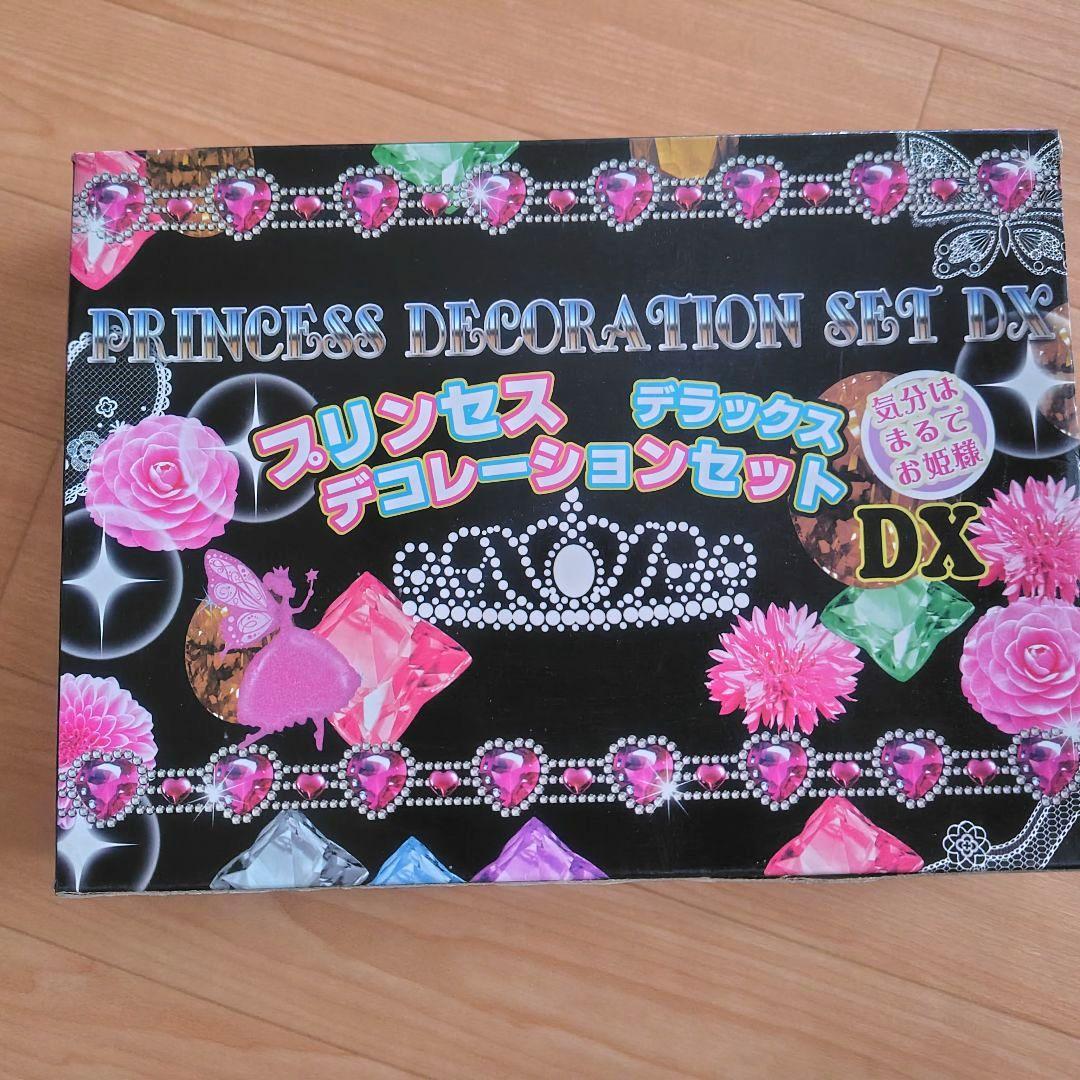 PRINCESS DECORATION SET DX
プリンセス デラックス
デコレーションセット
DX
気分は
まるで
お姫様